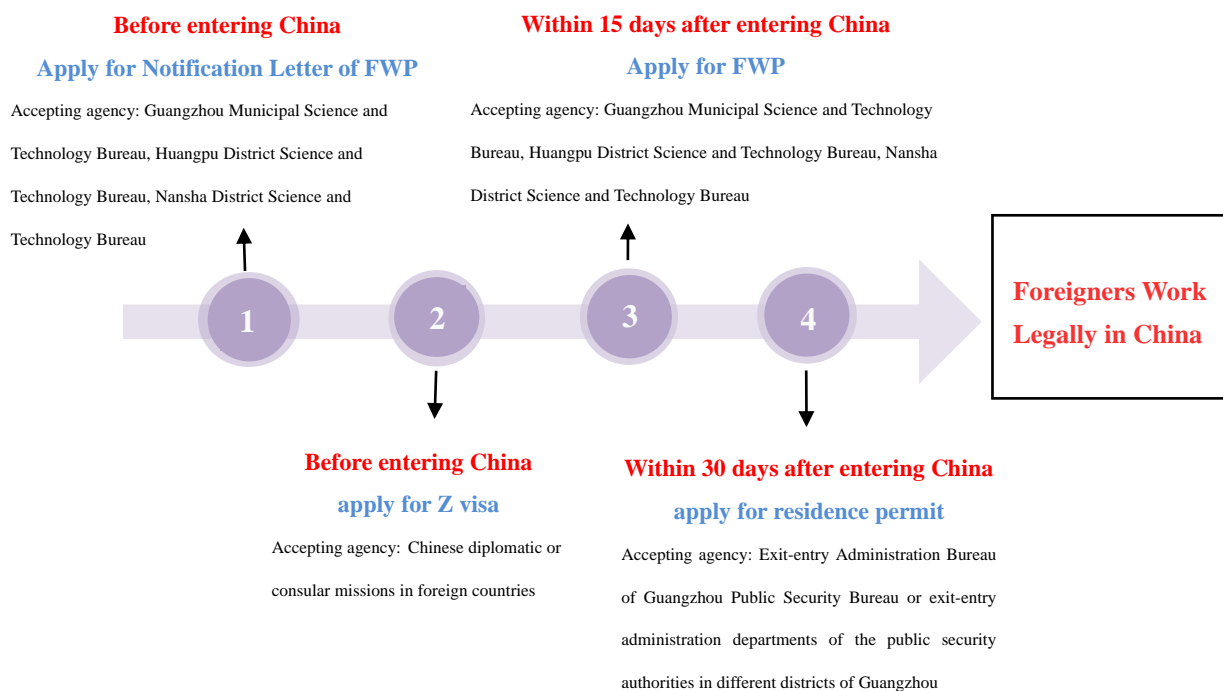 Before entering China
Apply for Notification Letter of FWP
Accepting agency: Guangzhou Municipal Science and
Technology Bureau, Huangpu District Science and
Technology Bureau, Nansha District Science and
Technology Bureau
Within 15 days after entering China
Apply for FWP
Accepting agency: Guangzhou Municipal Science and Technology
Bureau, Huangpu District Science and Technology Bureau, Nansha
District Science and Technology Bureau
1
2
3
4
Foreigners Work
Legally in China
Before entering China
apply for Z visa
Accepting agency: Chinese diplomatic or
consular missions in foreign countries
Within 30 days after entering China
apply for residence permit
Accepting agency: Exit-entry Administration Bureau
of Guangzhou Public Security Bureau or exit-entry
administration departments of the public security
authorities in different districts of Guangzhou